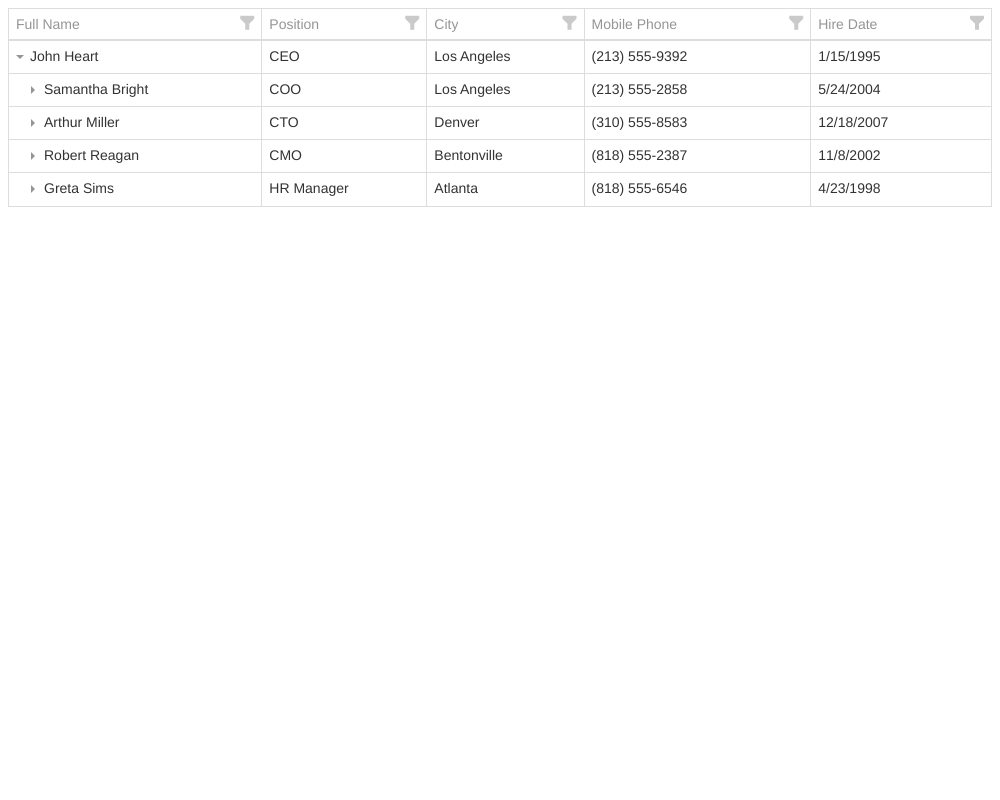 Full Name Position City Mobile Phone Hire Date
John Heart CEO Los Angeles (213) 555-9392 1/15/1995
Samantha Bright COO Los Angeles (213) 555-2858 5/24/2004
Arthur Miller CTO Denver (310) 555-8583 12/18/2007
Robert Reagan CMO Bentonville (818) 555-2387 11/8/2002
Greta Sims HR Manager Atlanta (818) 555-6546 4/23/1998